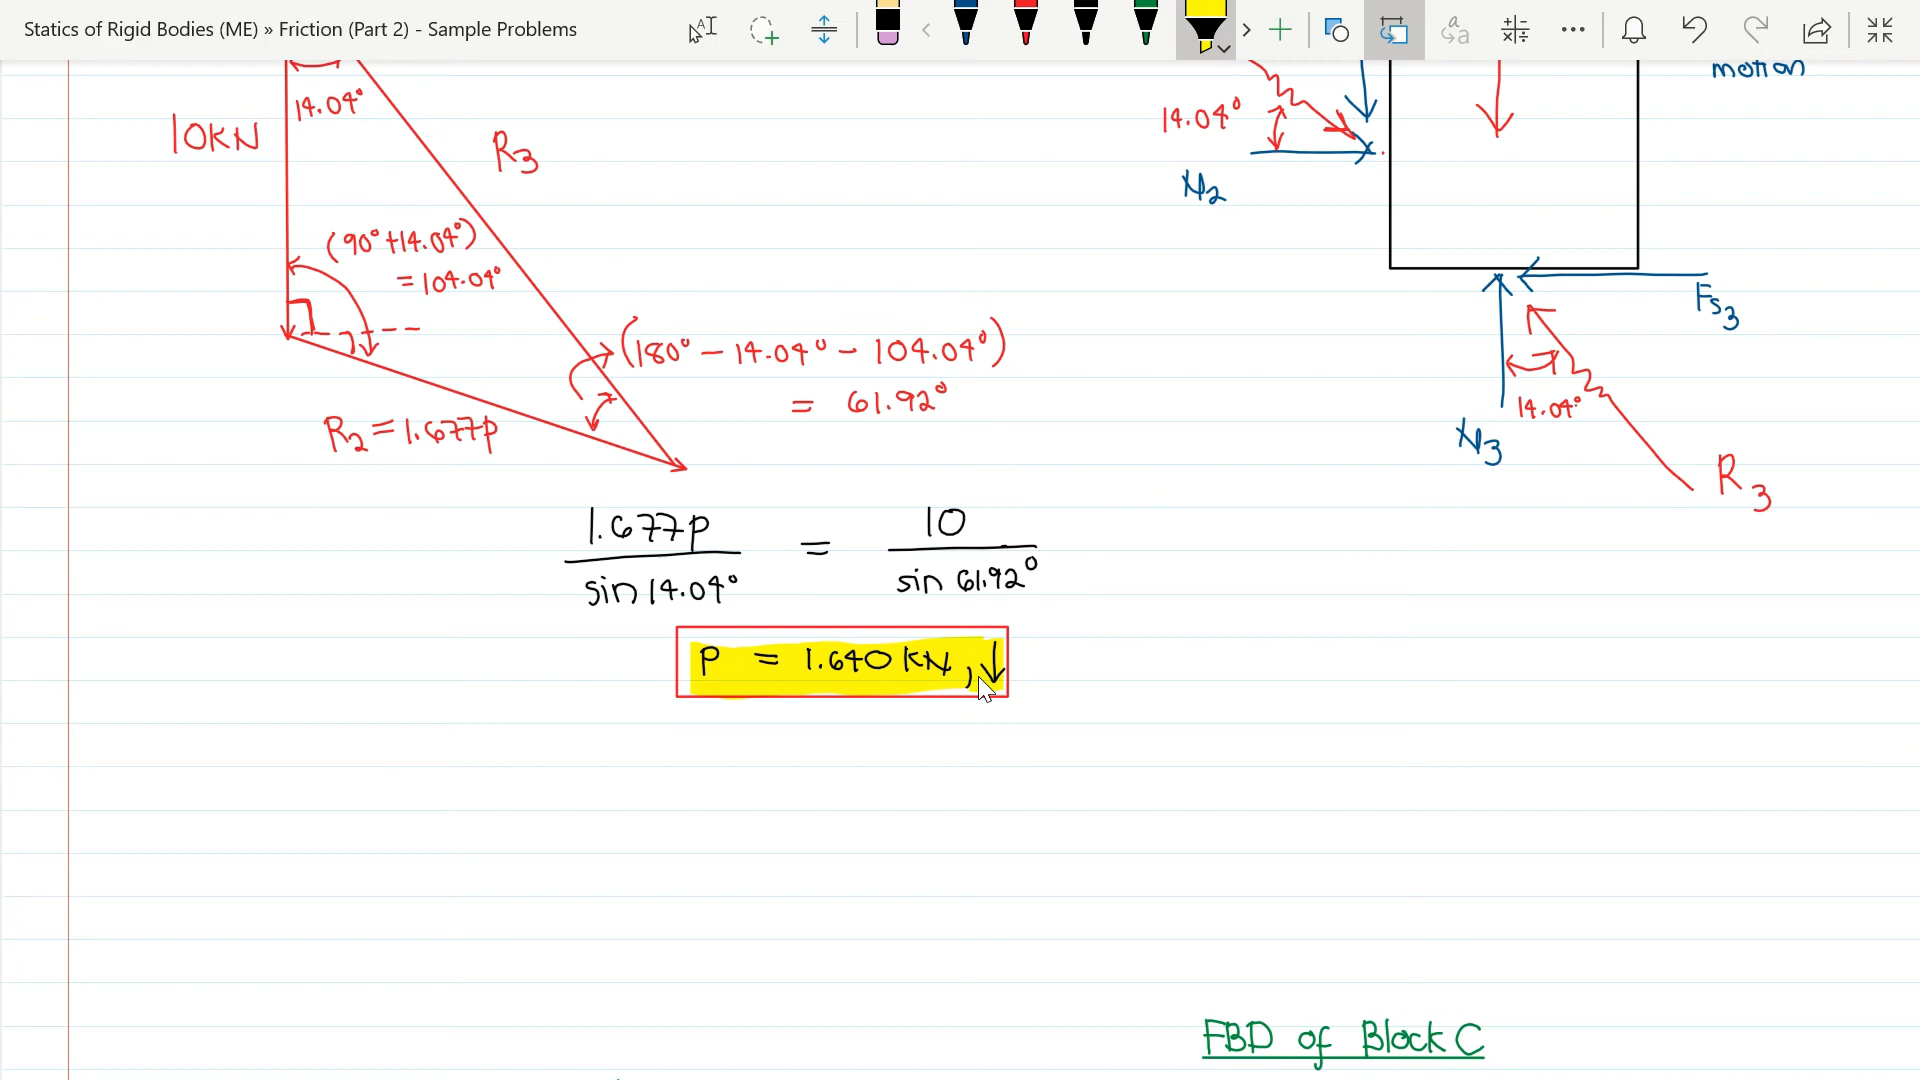 Statics of Rigid Bodies (ME) » Friction (Part 2) - Sample Problems
motion
14.04°
10KN
R3
14.04°
N2
(90°+14.04°)
= 104.04°
Fs3
(180° - 14.04° - 104.04°)
= 61.92°
R2 = 1.677p
14.04°
N3
R3
1.677p = 10
sin 14.04° sin 61.92°
P = 1.640 KN, ↓
FBD of Block C